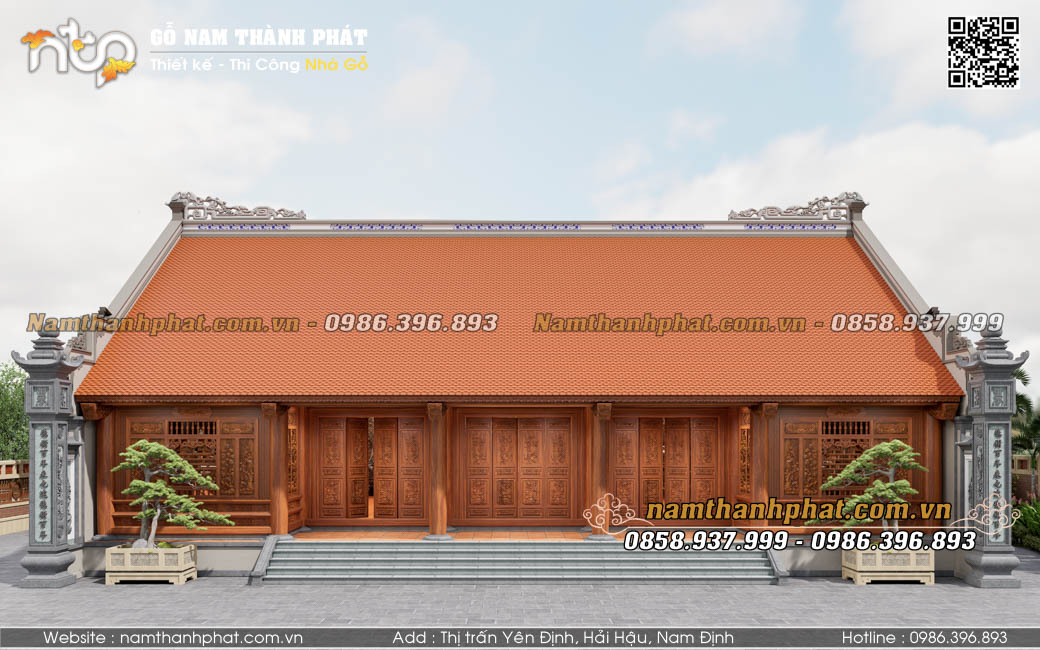 ntp
GỖ NAM THÀNH PHÁT
Thiết kế - Thi Công Nhà Gỗ
Namthanhphat.com.vn - 0986.396.893
Namthanhphat.com.vn - 0858.937.999
namthanhphat.com.vn
0858.937.999 - 0986.396.893
Website : namthanhphat.com.vn
Add : Thị trấn Yên Định, Hải Hậu, Nam Định
Hotline : 0986.396.893